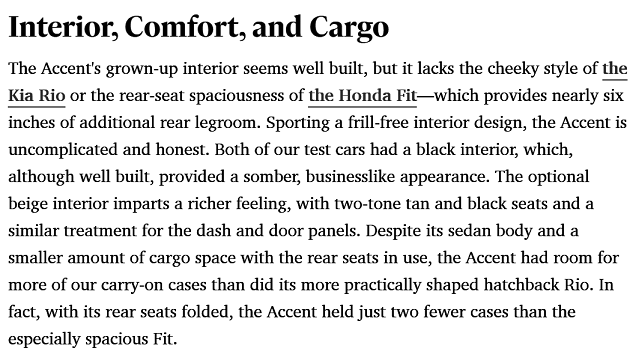 Interior, Comfort, and Cargo
The Accent's grown-up interior seems well built, but it lacks the cheeky style of the
Kia Rio or the rear-seat spaciousness of the Honda Fit—which provides nearly six
inches of additional rear legroom. Sporting a frill-free interior design, the Accent is
uncomplicated and honest. Both of our test cars had a black interior, which,
although well built, provided a somber, businesslike appearance. The optional
beige interior imparts a richer feeling, with two-tone tan and black seats and a
similar treatment for the dash and door panels. Despite its sedan body and a
smaller amount of cargo space with the rear seats in use, the Accent had room for
more of our carry-on cases than did its more practically shaped hatchback Rio. In
fact, with its rear seats folded, the Accent held just two fewer cases than the
especially spacious Fit.